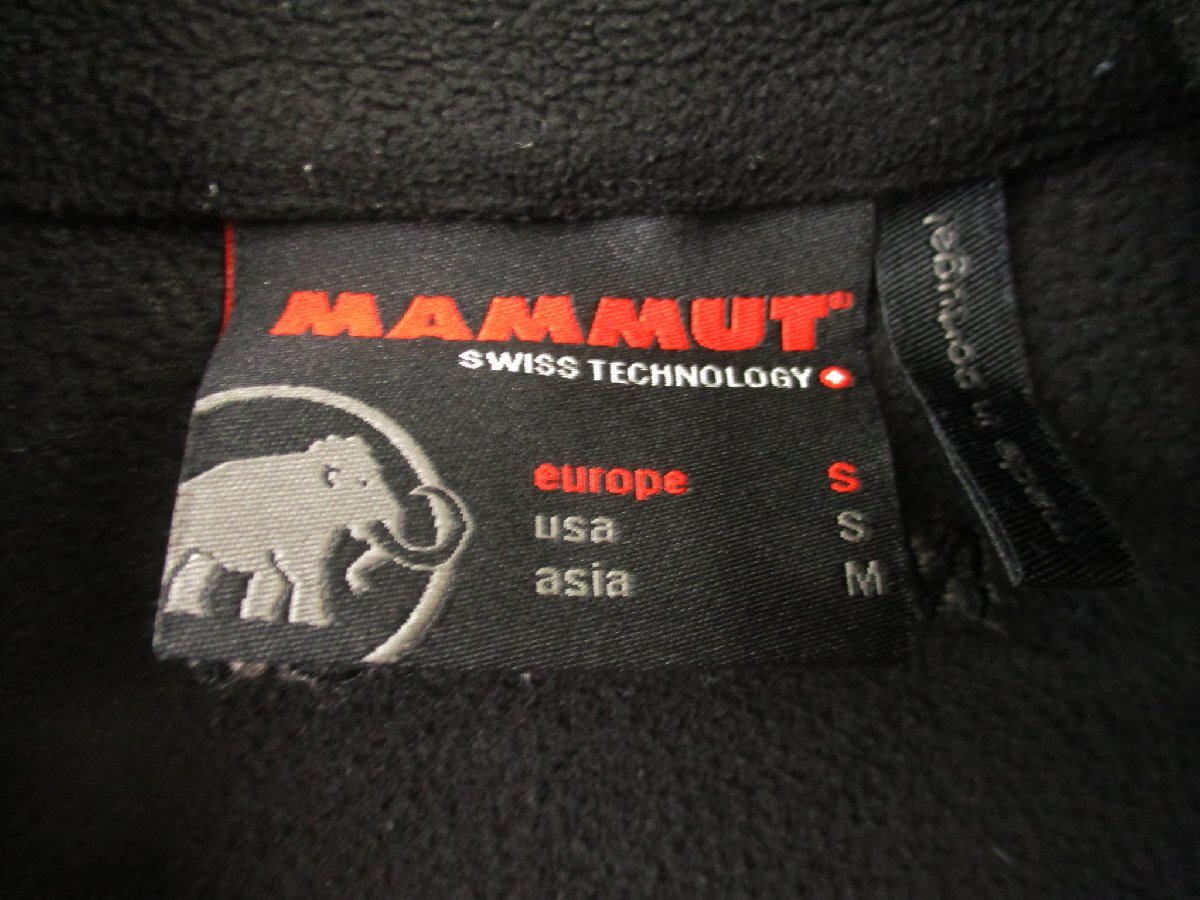 MAMMUT®
SWISS TECHNOLOGY
europe S
usa S
asia M